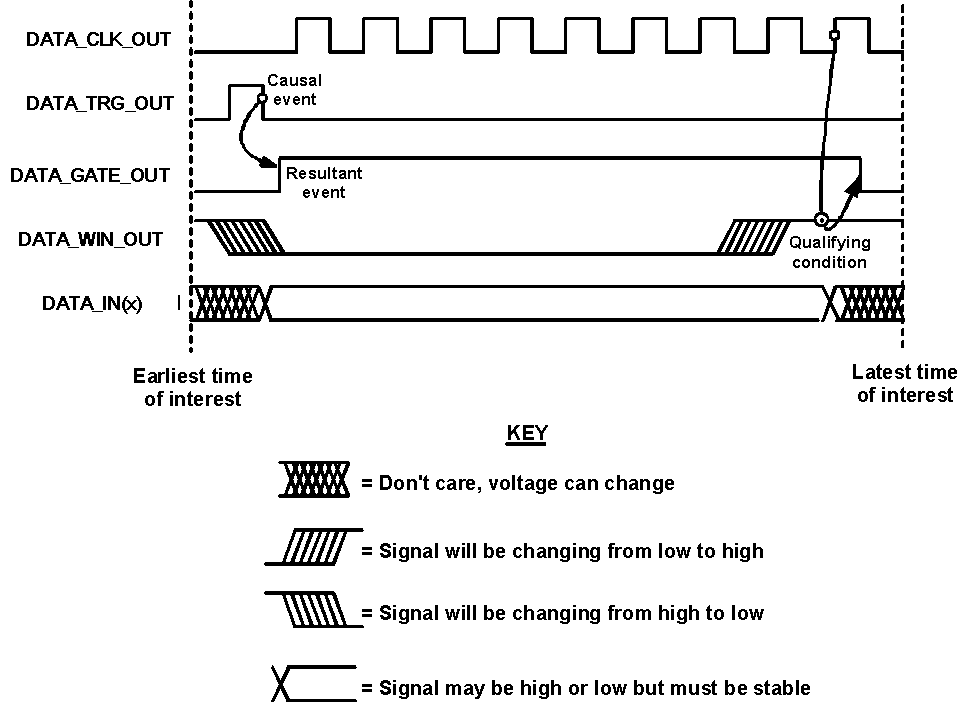 DATA_CLK_OUT
DATA_TRG_OUT
Causal
event
DATA_GATE_OUT
Resultant
event
DATA_WIN_OUT
Qualifying
condition
DATA_IN(x)
Earliest time
of interest
Latest time
of interest
KEY
= Don't care, voltage can change
= Signal will be changing from low to high
= Signal will be changing from high to low
= Signal may be high or low but must be stable